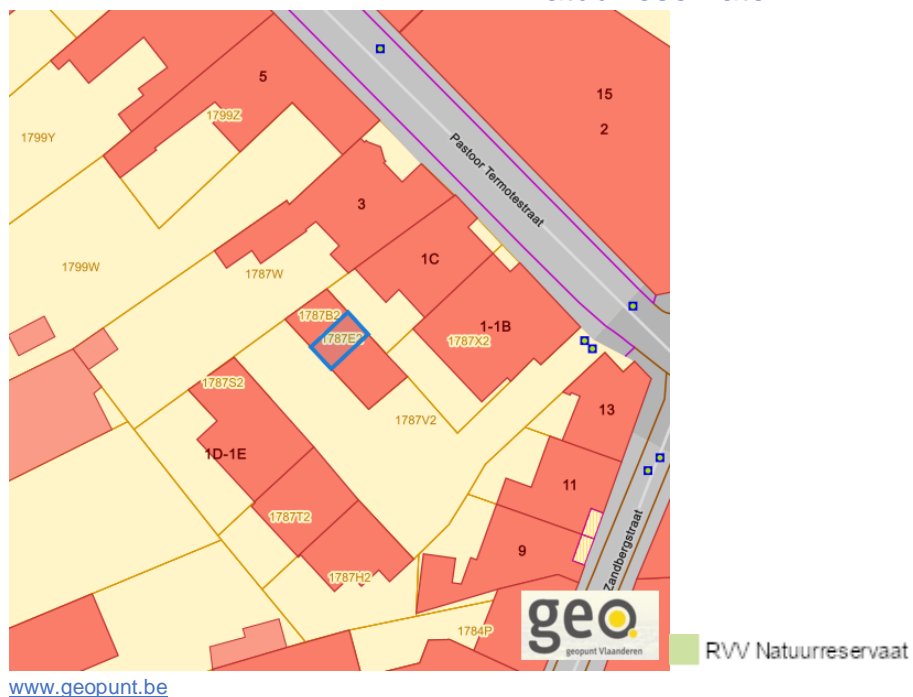 5
15
2
1799Z
1799Y
Pastoor Termotestraat
3
1C
1799W
1787W
1787B2
1-1B
1787E2
1787X2
1787S2
13
1787V2
1D-1E
11
1787T2
9
Zandbergstraat
1787H2
geo
geopunt Vlaanderen
1784P
RVV Natuurreservaat
www.geopunt.be